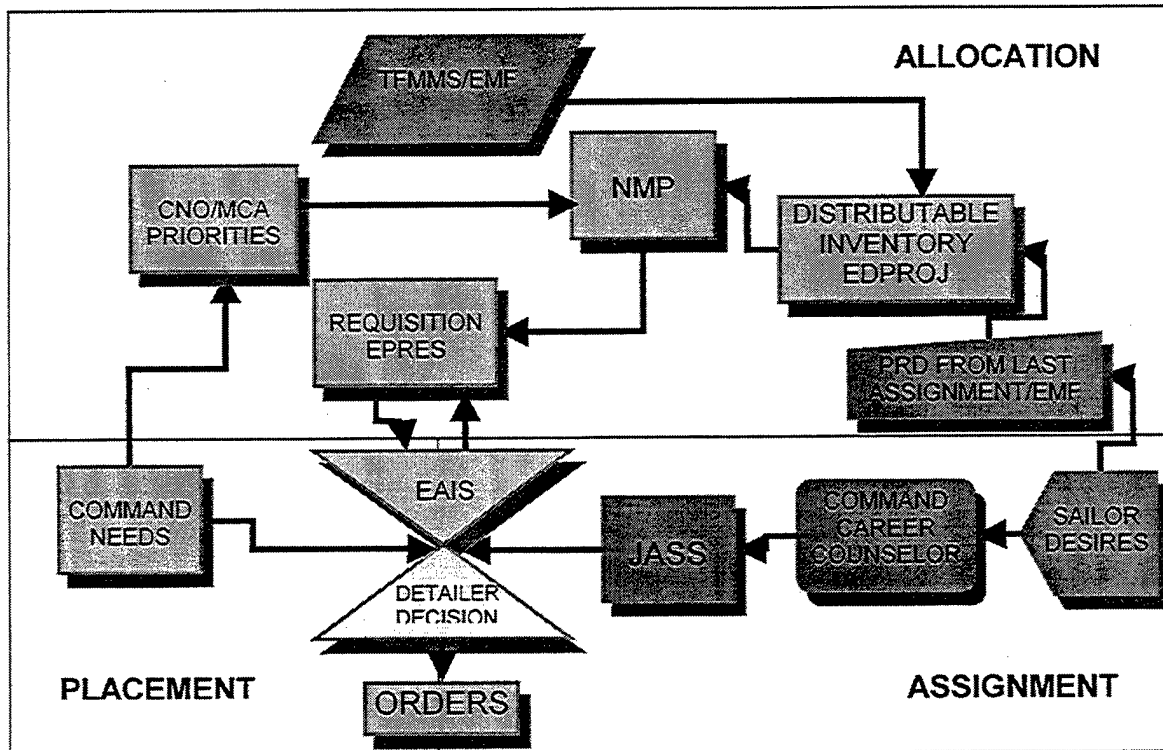 ALLOCATION
TFMMS/EMF
NMP
CNO/MCA
PRIORITIES
DISTRIBUTABLE
INVENTORY
EDPROJ
REQUISITION
EPRES
PRD FROM LAST
ASSIGNMENT/EMF
COMMAND
NEEDS
EAIS
JASS
COMMAND
CAREER
COUNSELOR
SAILOR
DESIRES
DETAILER
DECISION
PLACEMENT
ORDERS
ASSIGNMENT